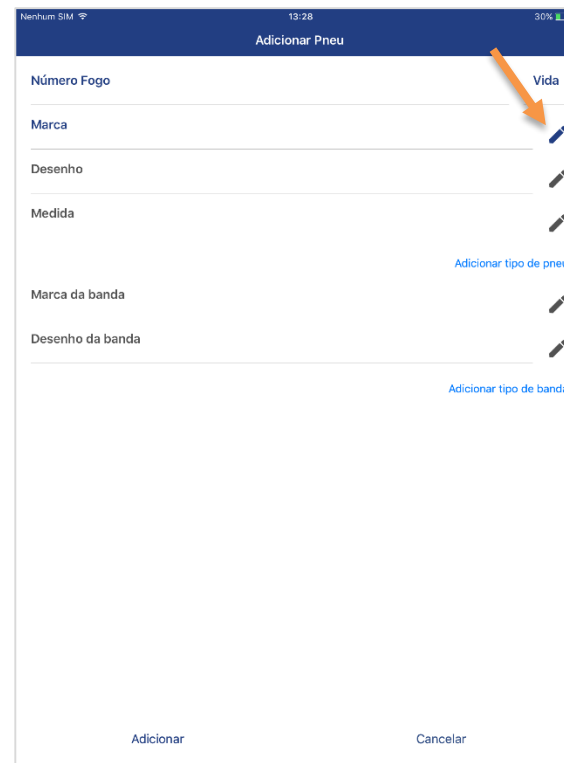 Nenhum SIM 13:28 30%
Adicionar Pneu
Número Fogo Vida
Marca
Desenho
Medida
Adicionar tipo de pneu
Marca da banda
Desenho da banda
Adicionar tipo de banda
Adicionar Cancelar